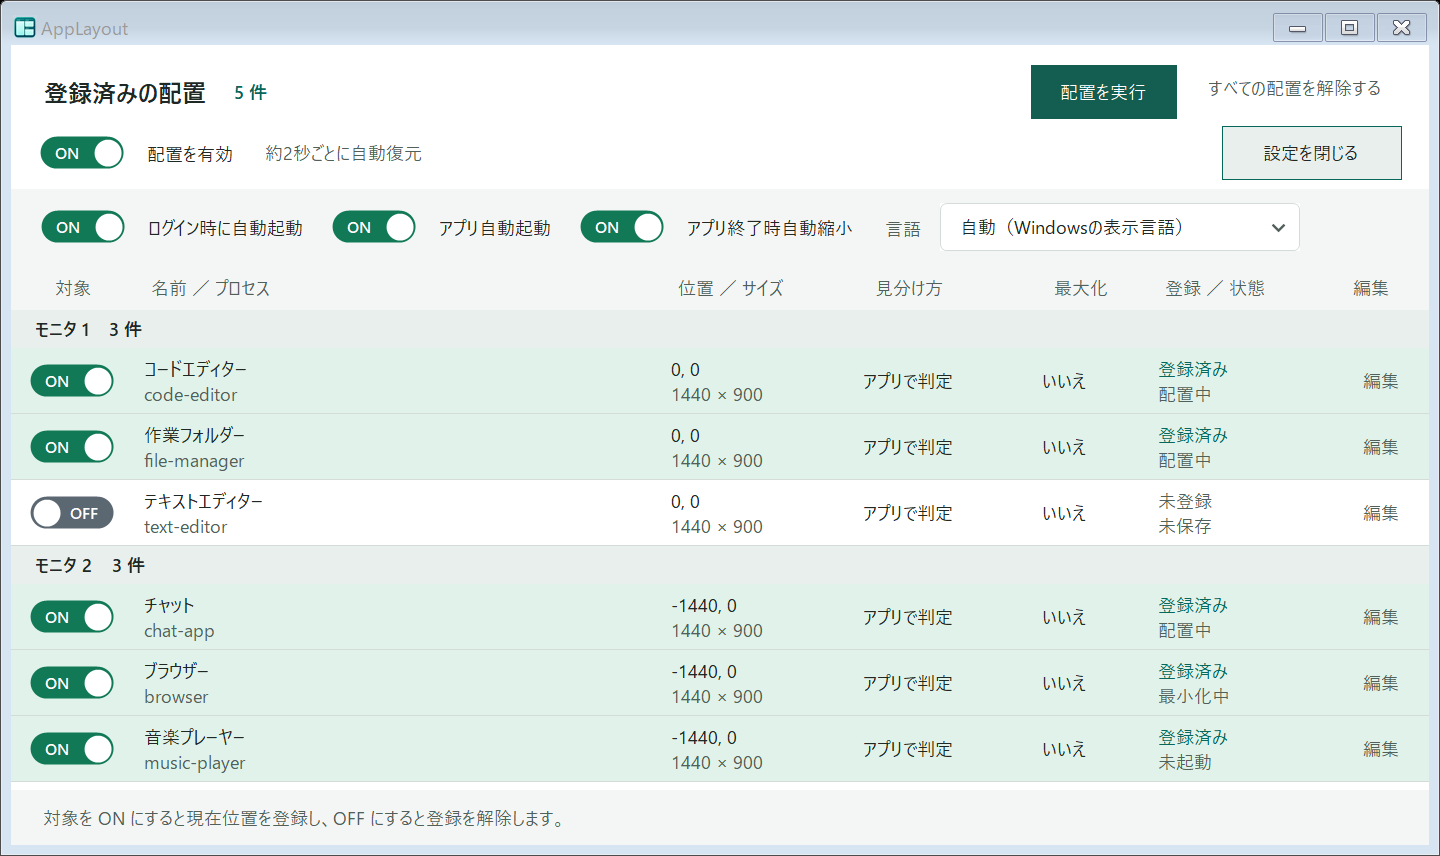 AppLayout
登録済みの配置 5 件
配置を実行 すべての配置を解除する
ON 配置を有効 約2秒ごとに自動復元 設定を閉じる
ON ログイン時に自動起動 ON アプリ自動起動 ON アプリ終了時自動縮小 言語 自動（Windowsの表示言語）
対象 名前 ／ プロセス 位置 ／ サイズ 見分け方 最大化 登録 ／ 状態 編集
モニタ 1 3 件
ON コードエディター 0, 0 アプリで判定 いいえ 登録済み 編集
code-editor 1440 × 900 配置中
ON 作業フォルダー 0, 0 アプリで判定 いいえ 登録済み 編集
file-manager 1440 × 900 配置中
OFF テキストエディター 0, 0 アプリで判定 いいえ 未登録 編集
text-editor 1440 × 900 未保存
モニタ 2 3 件
ON チャット -1440, 0 アプリで判定 いいえ 登録済み 編集
chat-app 1440 × 900 配置中
ON ブラウザー -1440, 0 アプリで判定 いいえ 登録済み 編集
browser 1440 × 900 最小化中
ON 音楽プレーヤー -1440, 0 アプリで判定 いいえ 登録済み 編集
music-player 1440 × 900 未起動
対象を ON にすると現在位置を登録し、OFF にすると登録を解除します。